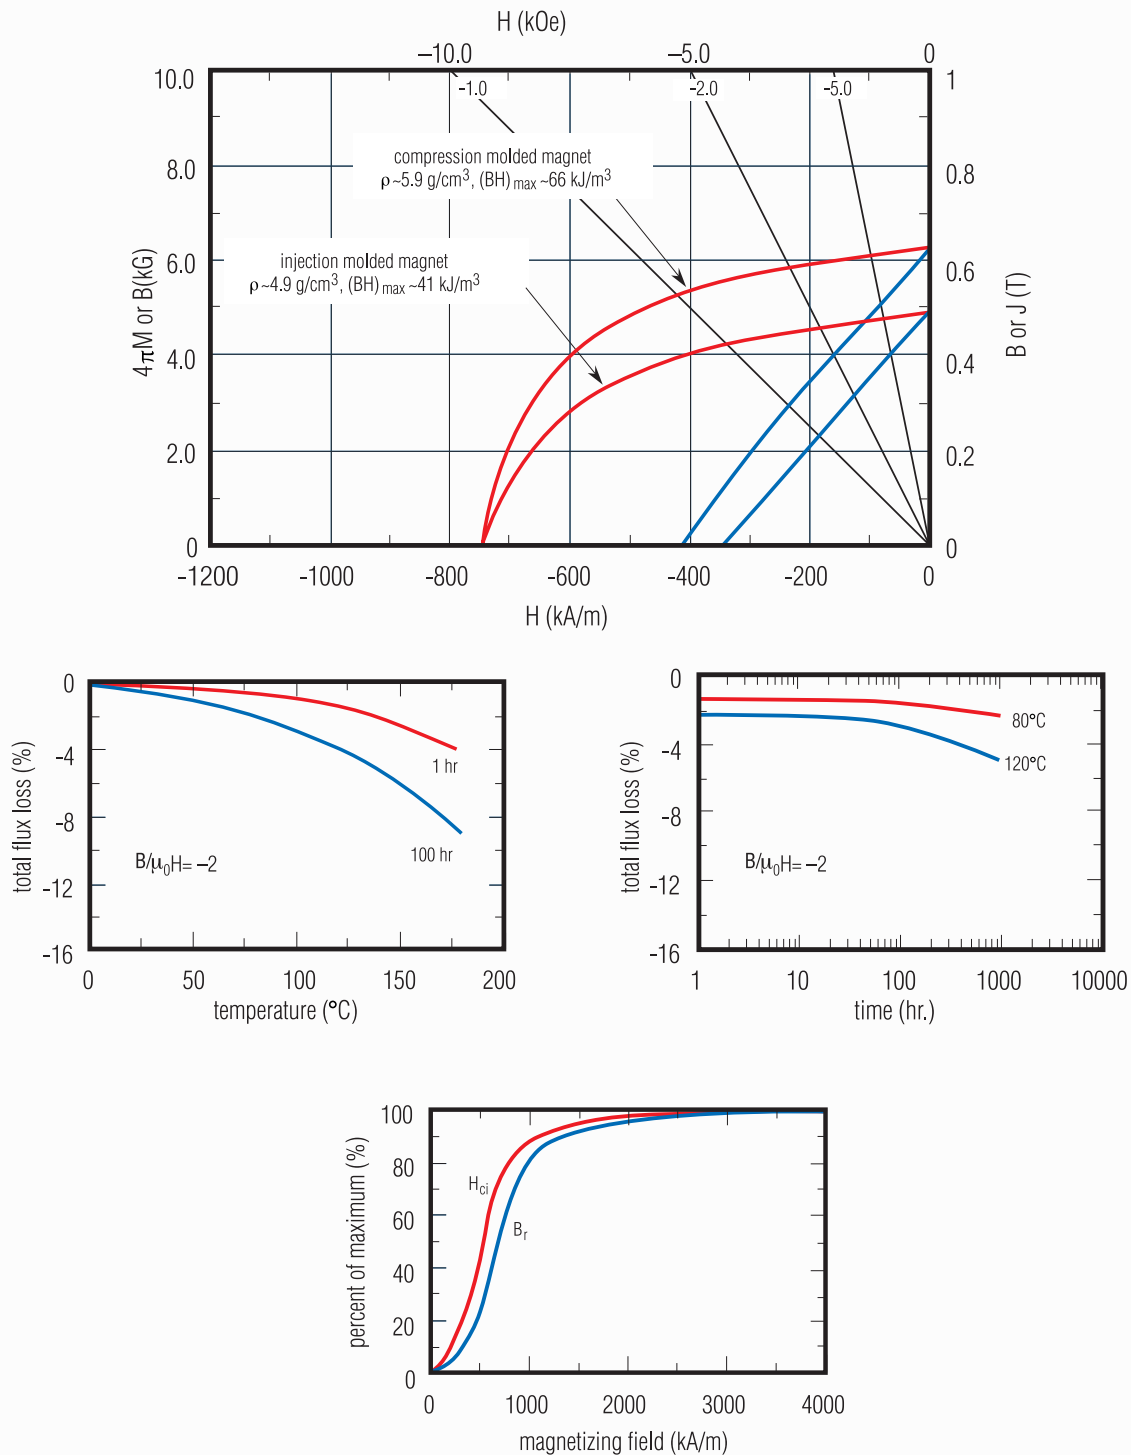 H (kOe)
−10.0 −5.0 0
10.0 1
-1.0 -2.0 -5.0
compression molded magnet
ρ~5.9 g/cm³, (BH) max ~66 kJ/m³
8.0 0.8
injection molded magnet
ρ~4.9 g/cm³, (BH) max ~41 kJ/m³
6.0 0.6
4πM or B(kG)
B or J (T)
4.0 0.4
2.0 0.2
0 0
-1200 -1000 -800 -600 -400 -200 0
H (kA/m)
total flux loss (%)
0
-4
-8
-12
-16
1 hr
100 hr
B/μ₀H= −2
0 50 100 150 200
temperature (°C)
total flux loss (%)
0
-4
-8
-12
-16
80°C
120°C
B/μ₀H= −2
1 10 100 1000 10000
time (hr.)
percent of maximum (%)
100
80
60
40
20
0
Hci
Br
0 1000 2000 3000 4000
magnetizing field (kA/m)